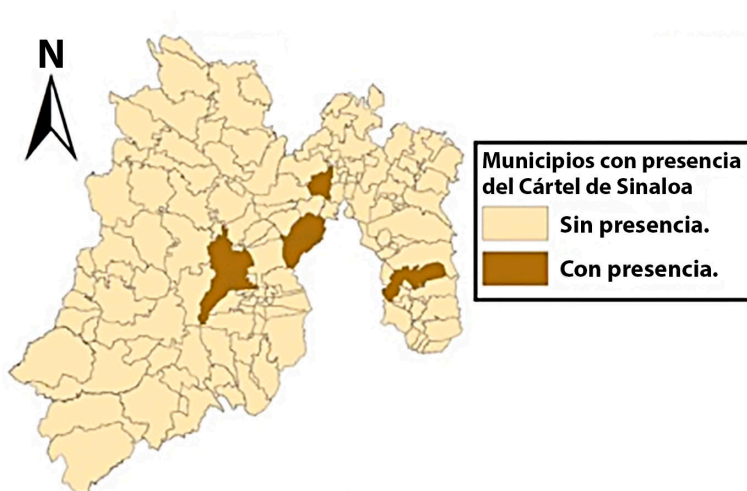 N
Municipios con presencia
del Cártel de Sinaloa
Sin presencia.
Con presencia.